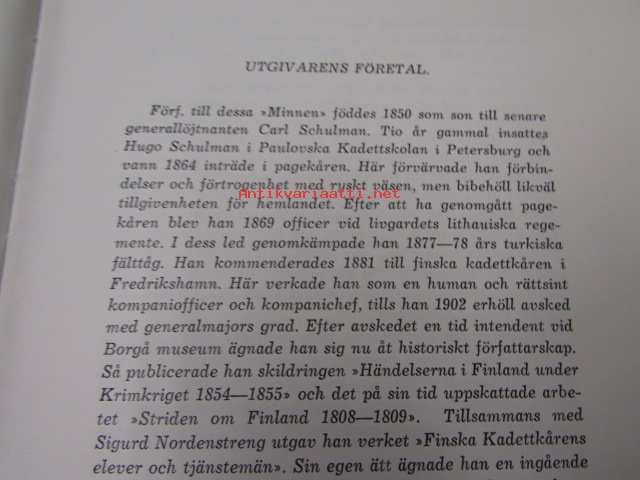 UTGIVARENS FÖRETAL.
Förf. till dessa »Minnen» föddes 1850 som son till senare
generallöjtnanten Carl Schulman. Tio år gammal insattes
Hugo Schulman i Paulovska Kadettskolan i Petersburg och
vann 1864 inträde i pagekåren. Här förvärvade han förbin-
delser och förtrogenhet med ryskt väsen, men bibehöll likväl
Antikvariaatti.net
tillgivenheten för hemlandet. Efter att ha genomgått page-
kåren blev han 1869 officer vid livgardets lithauiska rege-
mente. I dess led genomkämpade han 1877—78 års turkiska
fälttåg. Han kommenderades 1881 till finska kadettkåren i
Fredrikshamn. Här verkade han som en human och rättsint
kompaniofficer och kompanichef, tills han 1902 erhöll avsked
med generalmajors grad. Efter avskedet en tid intendent vid
Borgå museum ägnade han sig nu åt historiskt författarskap.
Så publicerade han skildringen »Händelserna i Finland under
Krimkriget 1854—1855» och det på sin tid uppskattade arbe-
tet »Striden om Finland 1808—1809». Tillsammans med
Sigurd Nordenstreng utgav han verket »Finska Kadettkårens
elever och tjänstemän». Sin egen ätt ägnade han en ingående